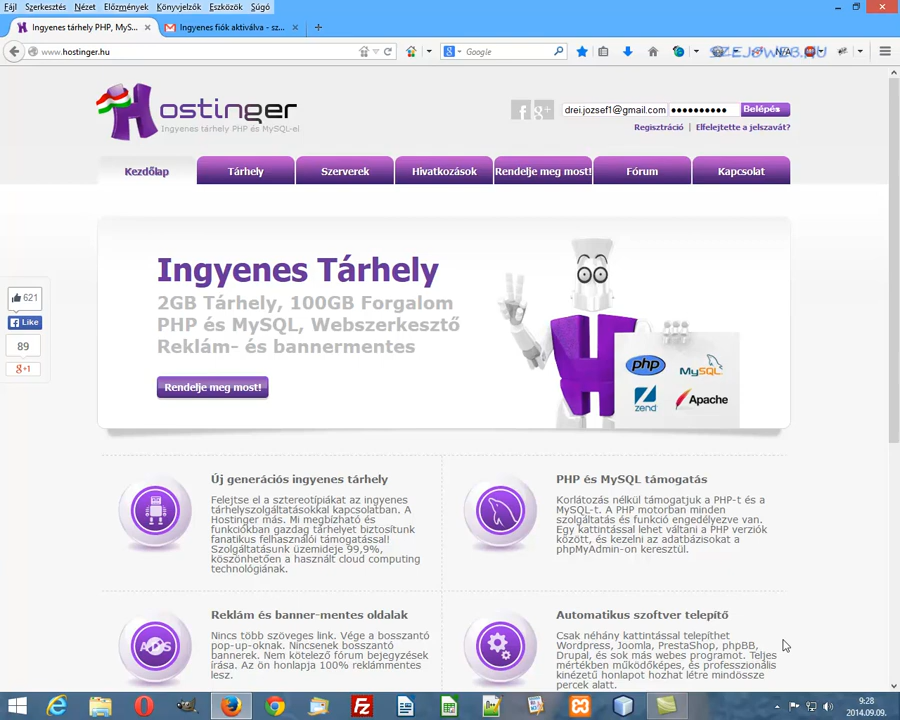 Fájl Szerkesztés Nézet Előzmények Könyvjelzők Eszközök Súgó
Ingyenes tárhely PHP, MyS... Ingyenes fiók aktiválva - sz...
www.hostinger.hu
Google
N/A
Hostinger
Ingyenes tárhely PHP és MySQL-el
drei.jozsef1@gmail.com
Belépés
Regisztráció | Elfelejtette a jelszavát?
Kezdőlap Tárhely Szerverek Hivatkozások Rendelje meg most! Fórum Kapcsolat
Ingyenes Tárhely
2GB Tárhely, 100GB Forgalom
PHP és MySQL, Webszerkesztő
Reklám- és bannermentes
Rendelje meg most!
php
MySQL
zend
Apache
621
Like
89
g+1
Új generációs ingyenes tárhely
Felejtse el a sztereotípiákat az ingyenes
tárhelyszolgáltatásokkal kapcsolatban. A
Hostinger más. Mi megbízható és
funkciókban gazdag tárhelyet biztosítunk
fanatikus felhasználói támogatással!
Szolgáltatásunk üzemideje 99,9%,
köszönhetően a használt cloud computing
technológiának.
PHP és MySQL támogatás
Korlátozás nélkül támogatjuk a PHP-t és a
MySQL-t. A PHP motorban minden
szolgáltatás és funkció engedélyezve van.
Egy kattintással lehet váltani a PHP verziók
között, és kezelni az adatbázisokat a
phpMyAdmin-on keresztül.
Reklám és banner-mentes oldalak
Nincs több szöveges link. Vége a bosszantó
pop-up-oknak. Nincsenek bosszantó
bannerek. Nem kötelező fórum bejegyzések
írása. Az ön honlapja 100% reklámmentes
lesz.
ADS
Automatikus szoftver telepítő
Csak néhány kattintással telepíthet
Wordpress, Joomla, PrestaShop, phpBB,
Drupal, és sok más webes programot. Teljes
mértékben működőképes, és professzionális
kinézetű honlapot hozhat létre mindössze
percek alatt.
9:28
2014.09.09.